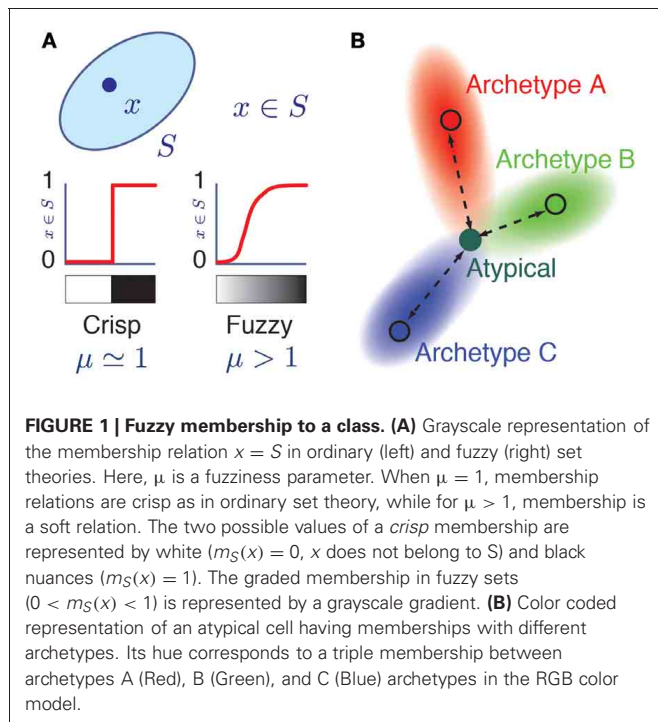 A
x
S
x ∈ S
1
x ∈ S
0
1
x ∈ S
0
Crisp
Fuzzy
μ ≃ 1
μ > 1
B
Archetype A
Archetype B
Atypical
Archetype C
FIGURE 1 | Fuzzy membership to a class. (A) Grayscale representation of
the membership relation x = S in ordinary (left) and fuzzy (right) set
theories. Here, μ is a fuzziness parameter. When μ = 1, membership
relations are crisp as in ordinary set theory, while for μ > 1, membership is
a soft relation. The two possible values of a crisp membership are
represented by white (mS(x) = 0, x does not belong to S) and black
nuances (mS(x) = 1). The graded membership in fuzzy sets
(0 < mS(x) < 1) is represented by a grayscale gradient. (B) Color coded
representation of an atypical cell having memberships with different
archetypes. Its hue corresponds to a triple membership between
archetypes A (Red), B (Green), and C (Blue) archetypes in the RGB color
model.